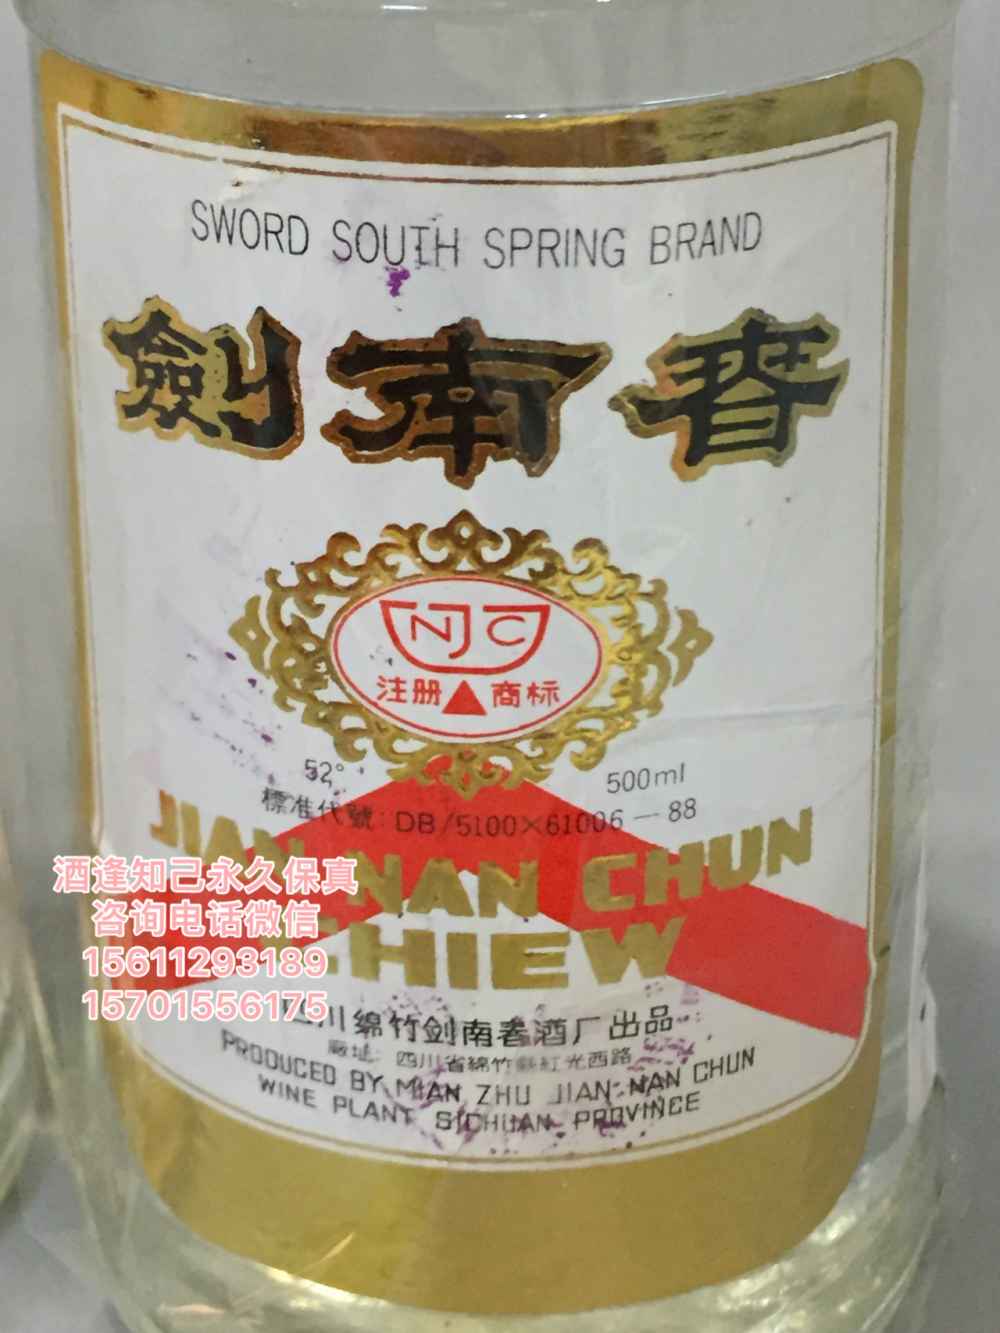 SWORD SOUTH SPRING BRAND
劍南春
NJC
注册 商标
52° 500ml
標准代號: DB/5100×61006—88
JIAN NAN CHUN
CHIEW
酒逢知己永久保真
咨询电话微信
15611293189
15701556175
四川绵竹剑南春酒厂出品
廠址: 四川省綿竹縣紅光西路
PRODUCED BY MIAN ZHU JIAN NAN CHUN
WINE PLANT SICHUAN PROVINCE